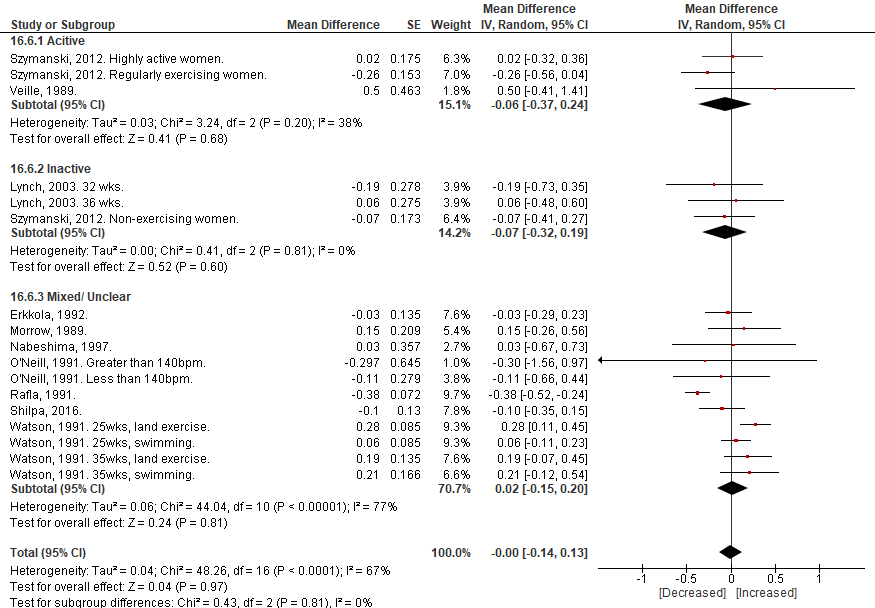 Mean Difference Mean Difference
Study or Subgroup Mean Difference SE Weight IV, Random, 95% CI IV, Random, 95% CI
16.6.1 Acitive
Szymanski, 2012. Highly active women. 0.02 0.175 6.3% 0.02 [-0.32, 0.36]
Szymanski, 2012. Regularly exercising women. -0.26 0.153 7.0% -0.26 [-0.56, 0.04]
Veille, 1989. 0.5 0.463 1.8% 0.50 [-0.41, 1.41]
Subtotal (95% CI) 15.1% -0.06 [-0.37, 0.24]
Heterogeneity: Tau² = 0.03; Chi² = 3.24, df = 2 (P = 0.20); I² = 38%
Test for overall effect: Z = 0.41 (P = 0.68)
16.6.2 Inactive
Lynch, 2003. 32 wks. -0.19 0.278 3.9% -0.19 [-0.73, 0.35]
Lynch, 2003. 36 wks. 0.06 0.275 3.9% 0.06 [-0.48, 0.60]
Szymanski, 2012. Non-exercising women. -0.07 0.173 6.4% -0.07 [-0.41, 0.27]
Subtotal (95% CI) 14.2% -0.07 [-0.32, 0.19]
Heterogeneity: Tau² = 0.00; Chi² = 0.41, df = 2 (P = 0.81); I² = 0%
Test for overall effect: Z = 0.52 (P = 0.60)
16.6.3 Mixed/ Unclear
Erkkola, 1992. -0.03 0.135 7.6% -0.03 [-0.29, 0.23]
Morrow, 1989. 0.15 0.209 5.4% 0.15 [-0.26, 0.56]
Nabeshima, 1997. 0.03 0.357 2.7% 0.03 [-0.67, 0.73]
O'Neill, 1991. Greater than 140bpm. -0.297 0.645 1.0% -0.30 [-1.56, 0.97]
O'Neill, 1991. Less than 140bpm. -0.11 0.279 3.8% -0.11 [-0.66, 0.44]
Rafla, 1991. -0.38 0.072 9.7% -0.38 [-0.52, -0.24]
Shilpa, 2016. -0.1 0.13 7.8% -0.10 [-0.35, 0.15]
Watson, 1991. 25wks, land exercise. 0.28 0.085 9.3% 0.28 [0.11, 0.45]
Watson, 1991. 25wks, swimming. 0.06 0.085 9.3% 0.06 [-0.11, 0.23]
Watson, 1991. 35wks, land exercise. 0.19 0.135 7.6% 0.19 [-0.07, 0.45]
Watson, 1991. 35wks, swimming. 0.21 0.166 6.6% 0.21 [-0.12, 0.54]
Subtotal (95% CI) 70.7% 0.02 [-0.15, 0.20]
Heterogeneity: Tau² = 0.06; Chi² = 44.04, df = 10 (P < 0.00001); I² = 77%
Test for overall effect: Z = 0.24 (P = 0.81)
Total (95% CI) 100.0% -0.00 [-0.14, 0.13]
Heterogeneity: Tau² = 0.04; Chi² = 48.26, df = 16 (P < 0.0001); I² = 67%
Test for overall effect: Z = 0.04 (P = 0.97)
Test for subgroup differences: Chi² = 0.43, df = 2 (P = 0.81), I² = 0%
-1 -0.5 0 0.5 1
[Decreased] [Increased]